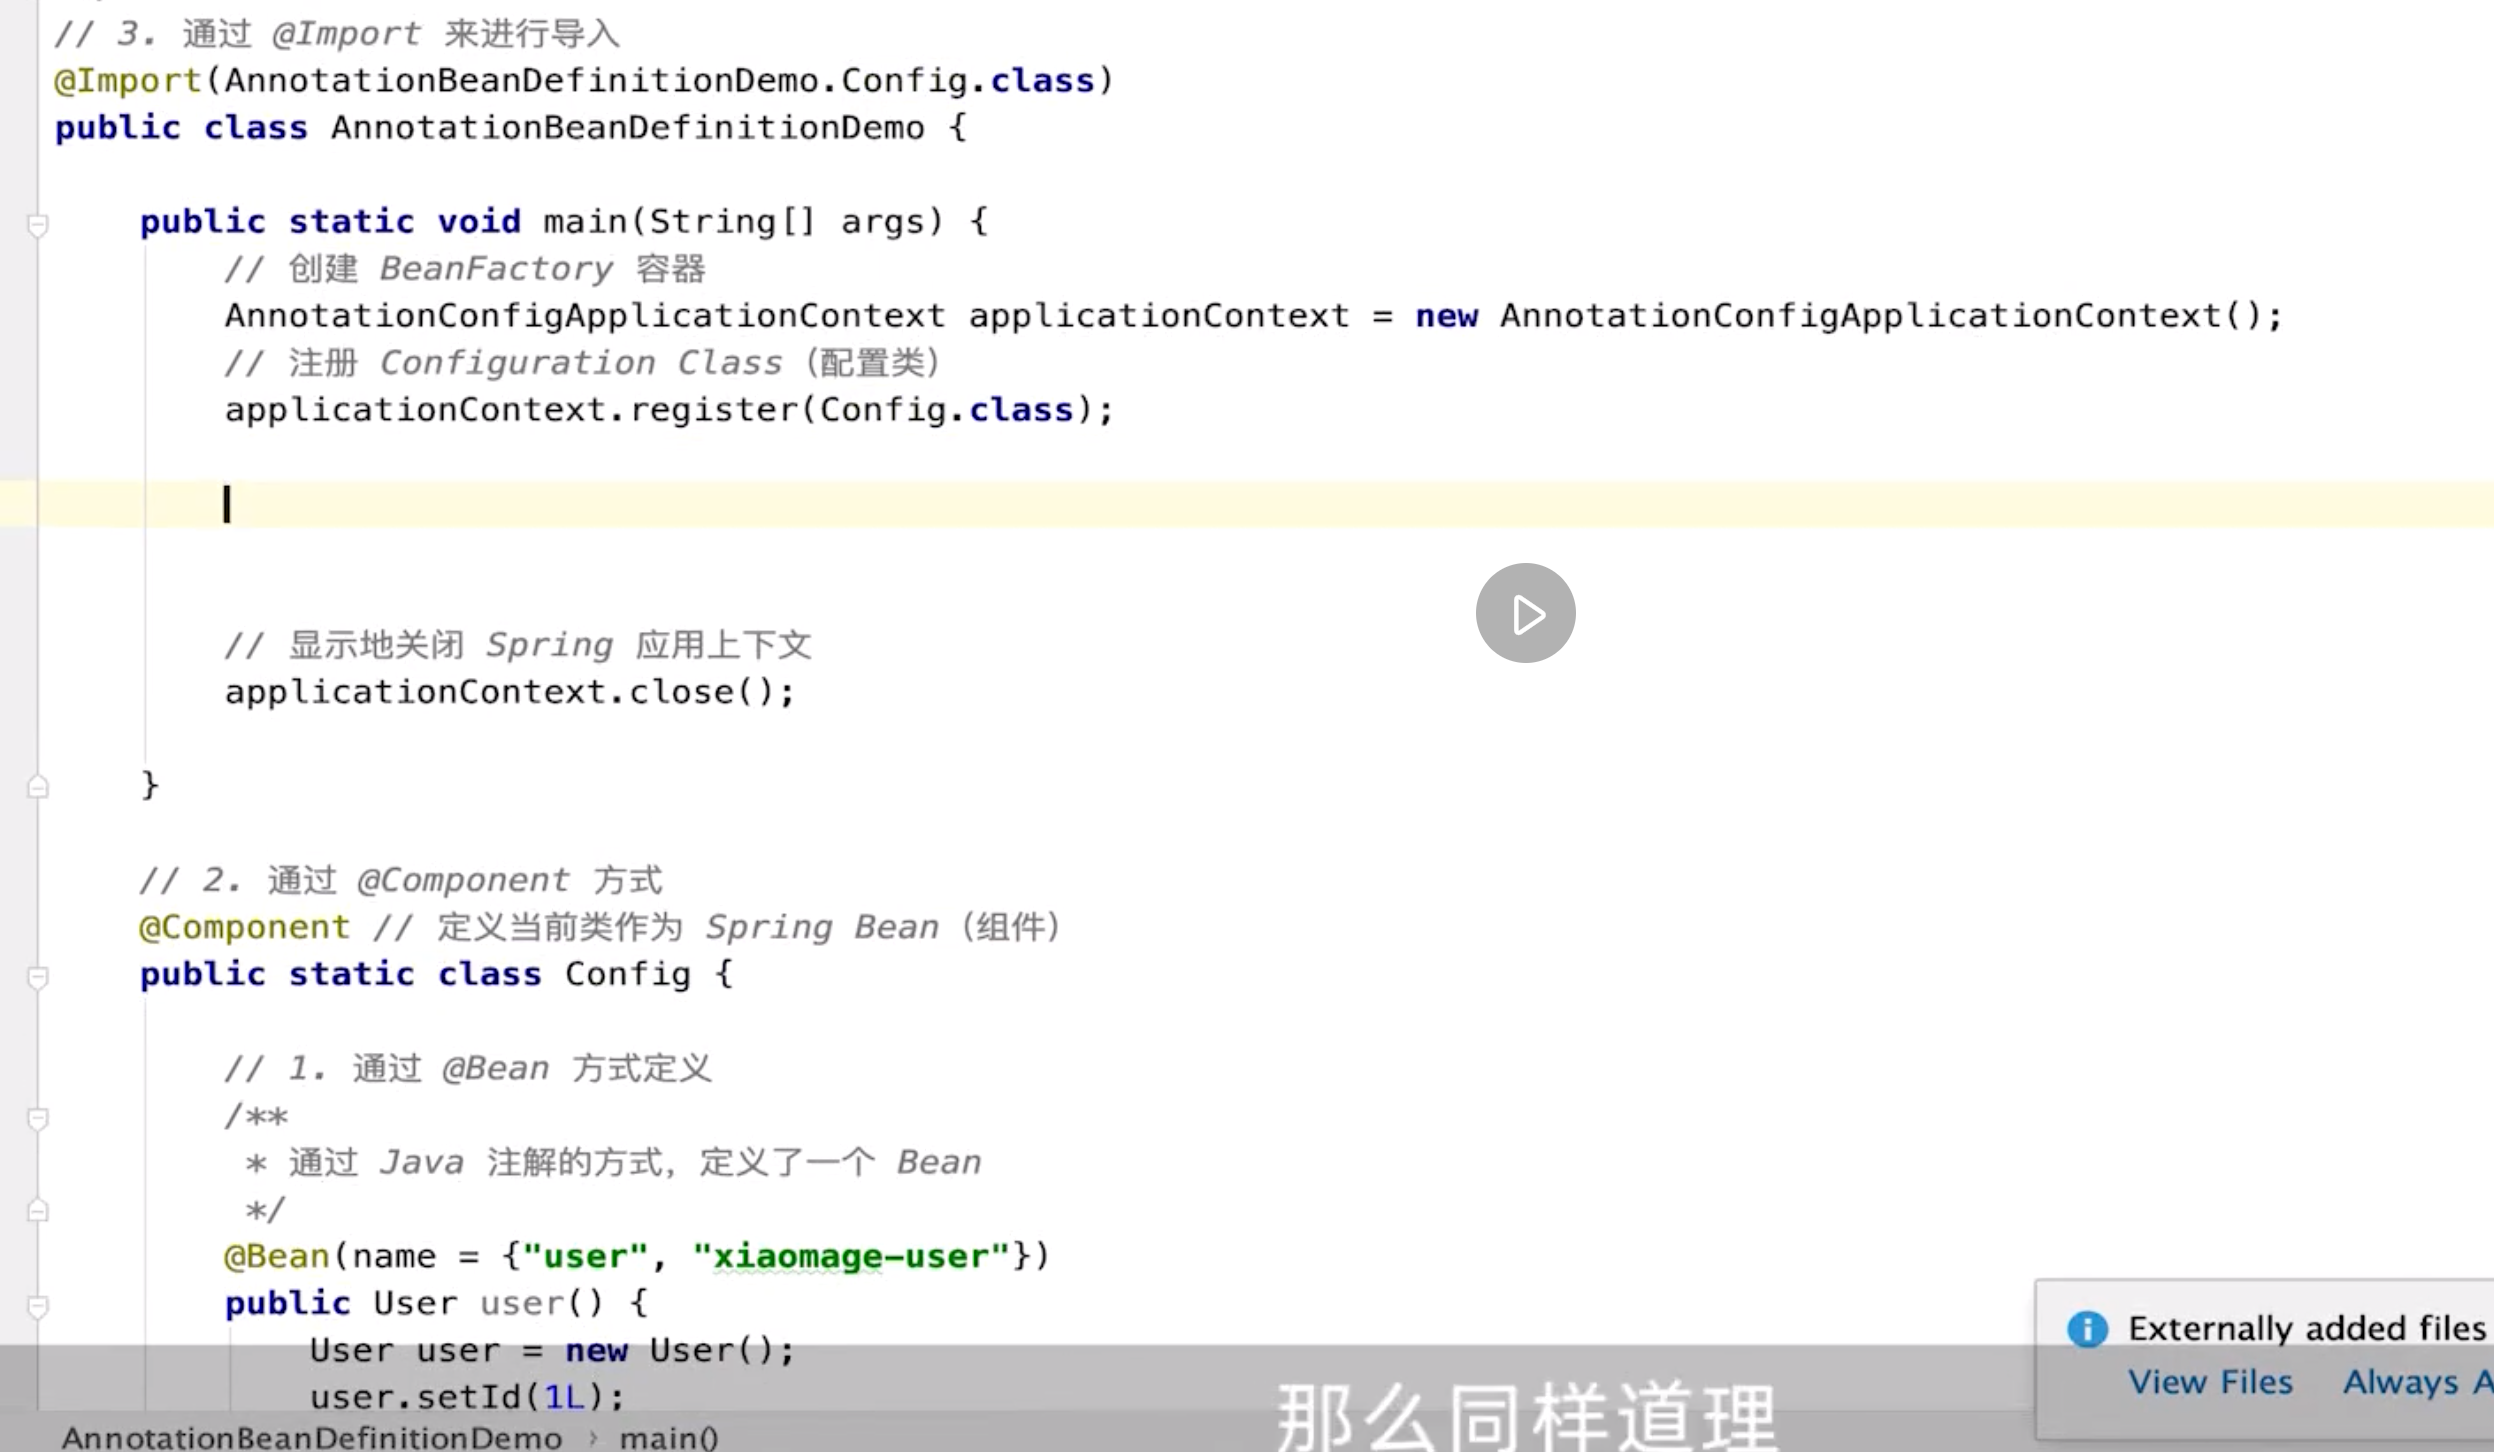 // 3. 通过 @Import 来进行导入
@Import(AnnotationBeanDefinitionDemo.Config.class)
public class AnnotationBeanDefinitionDemo {
public static void main(String[] args) {
// 创建 BeanFactory 容器
AnnotationConfigApplicationContext applicationContext = new AnnotationConfigApplicationContext();
// 注册 Configuration Class（配置类）
applicationContext.register(Config.class);
// 显示地关闭 Spring 应用上下文
applicationContext.close();
}
// 2. 通过 @Component 方式
@Component // 定义当前类作为 Spring Bean（组件）
public static class Config {
// 1. 通过 @Bean 方式定义
/**
* 通过 Java 注解的方式，定义了一个 Bean
*/
@Bean(name = {"user", "xiaomage-user"})
public User user() {
User user = new User();
user.setId(1L);
Externally added files
View Files Always A
那么同样道理
AnnotationBeanDefinitionDemo › main()